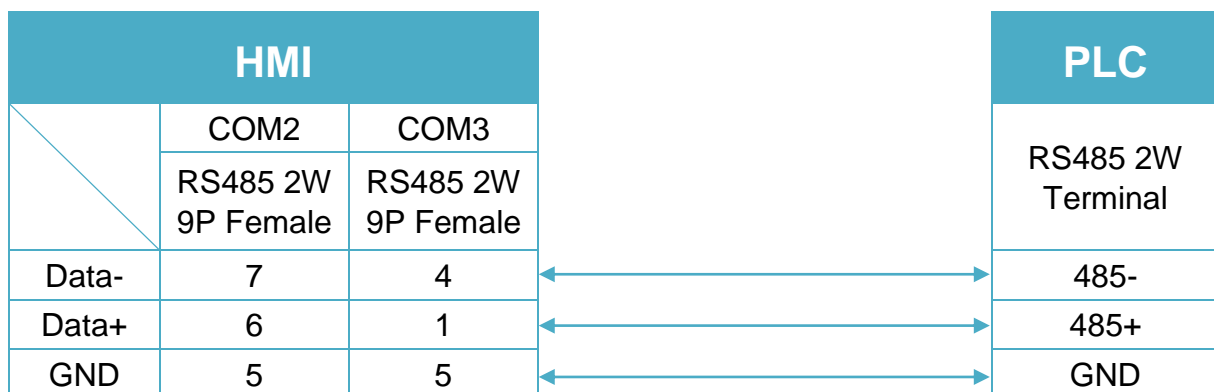 HMI PLC
COM2 COM3
RS485 2W RS485 2W RS485 2W
9P Female 9P Female Terminal
Data- 7 4 485-
Data+ 6 1 485+
GND 5 5 GND